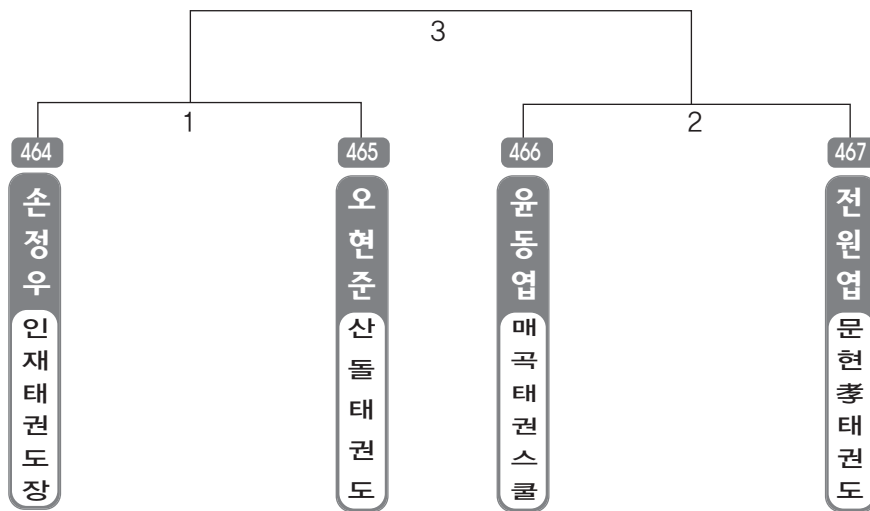 3
1
2
464
465
466
467
손정우
오현준
윤동엽
전원엽
인재태권도장
산돌태권도
매곡태권스쿨
문현孝태권도